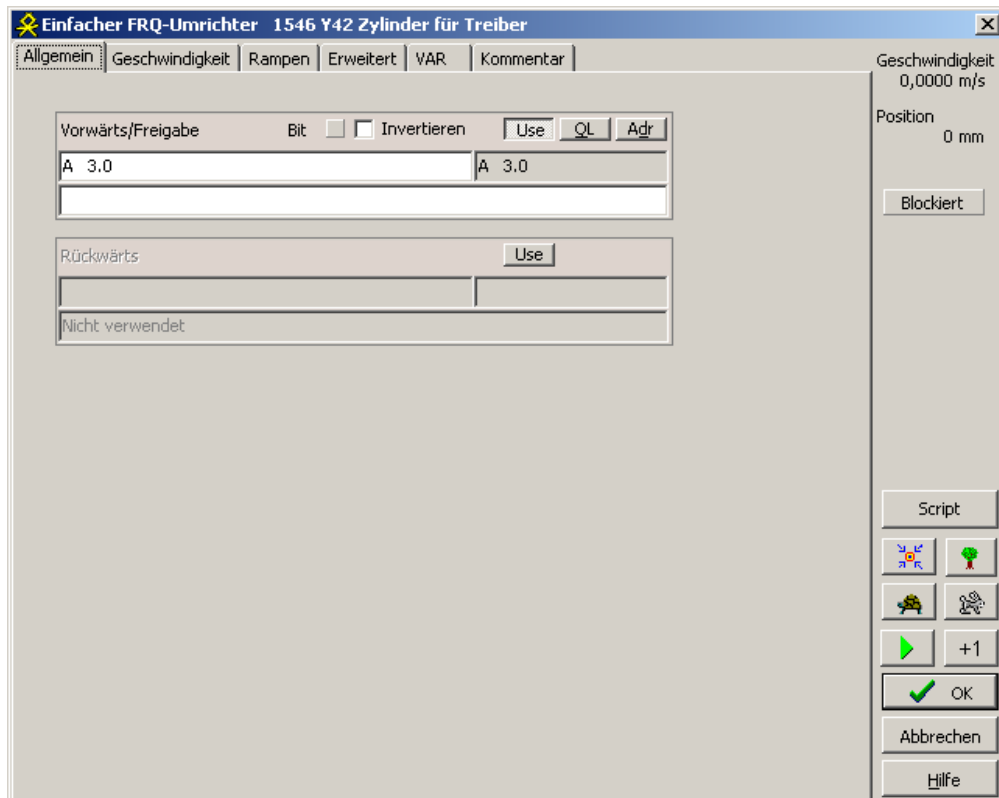 Einfacher FRQ-Umrichter 1546 Y42 Zylinder für Treiber
Allgemein Geschwindigkeit Rampen Erweitert VAR Kommentar
Geschwindigkeit
0,0000 m/s
Position
0 mm
Blockiert
Vorwärts/Freigabe Bit Invertieren Use QL Adr
A 3.0 A 3.0
Rückwärts Use
Nicht verwendet
Script
+1
OK
Abbrechen
Hilfe